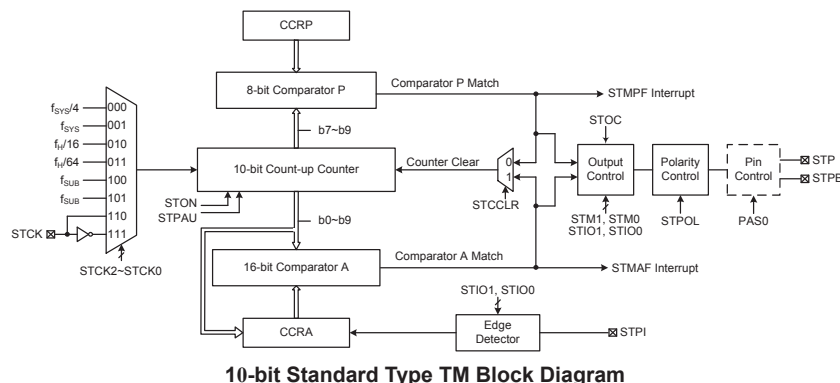 CCRP
8-bit Comparator P
Comparator P Match
STMPF Interrupt
b7~b9
fSYS/4
000
fSYS
001
fH/16
010
fH/64
011
fSUB
100
fSUB
101
110
111
STCK
STCK2~STCK0
10-bit Count-up Counter
STON
STPAU
Counter Clear
0
1
STCCLR
STOC
Output
Control
STM1, STM0
STIO1, STIO0
Polarity
Control
STPOL
Pin
Control
PAS0
STP
STPB
b0~b9
16-bit Comparator A
Comparator A Match
STMAF Interrupt
STIO1, STIO0
CCRA
Edge
Detector
STPI
10-bit Standard Type TM Block Diagram